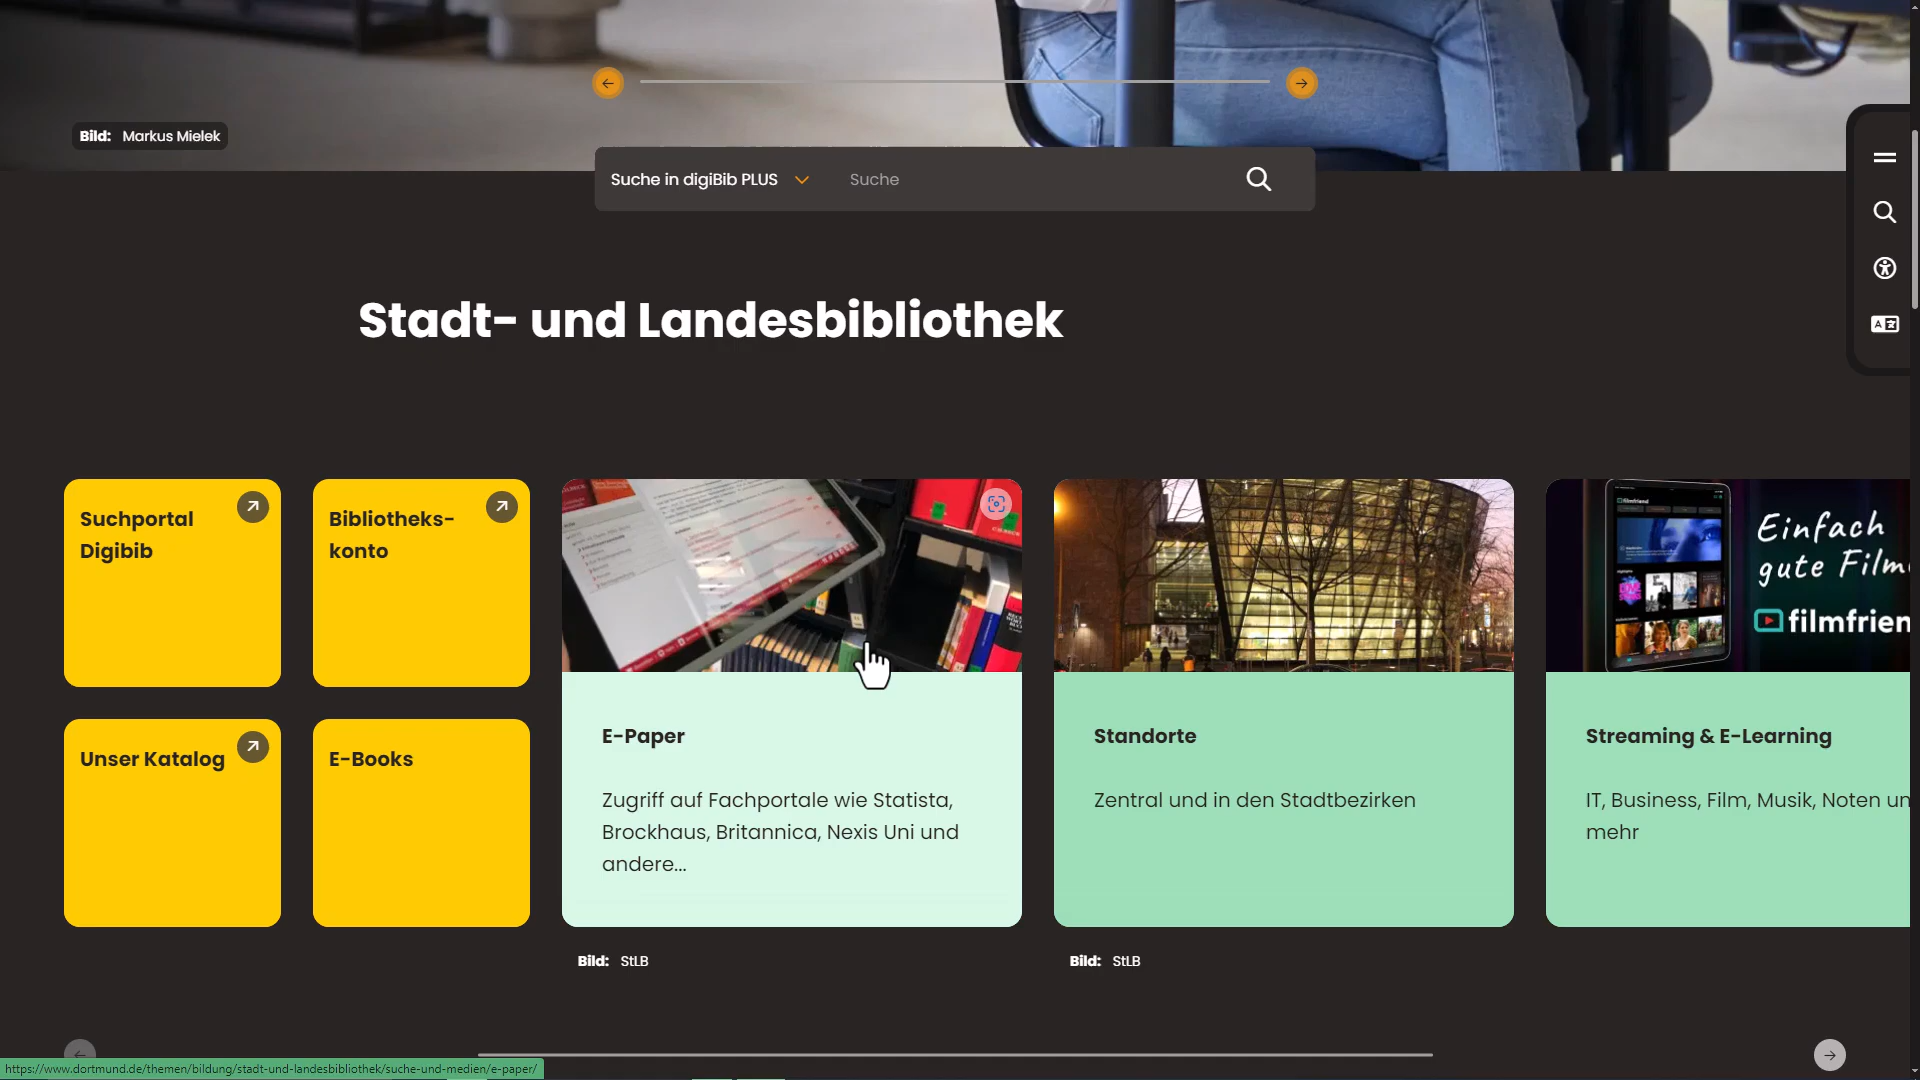 Bild: Markus Mielek
Suche in digiBib PLUS
Suche
Stadt- und Landesbibliothek
Suchportal
Digibib
Bibliotheks-
konto
Unser Katalog
E-Books
E-Paper
Zugriff auf Fachportale wie Statista,
Brockhaus, Britannica, Nexis Uni und
andere...
Bild: StLB
Standorte
Zentral und in den Stadtbezirken
Bild: StLB
filmfriend
Einfach
gute Film
filmfrien
Streaming & E-Learning
IT, Business, Film, Musik, Noten un
mehr
https://www.dortmund.de/themen/bildung/stadt-und-landesbibliothek/suche-und-medien/e-paper/